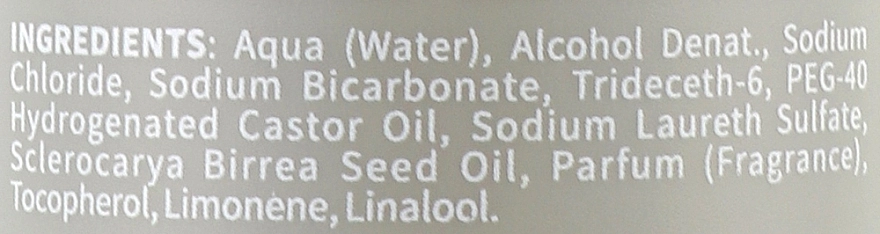 INGREDIENTS: Aqua (Water), Alcohol Denat., Sodium
Chloride, Sodium Bicarbonate, Trideceth-6, PEG-40
Hydrogenated Castor Oil, Sodium Laureth Sulfate,
Sclerocarya Birrea Seed Oil, Parfum (Fragrance),
Tocopherol, Limonene, Linalool.